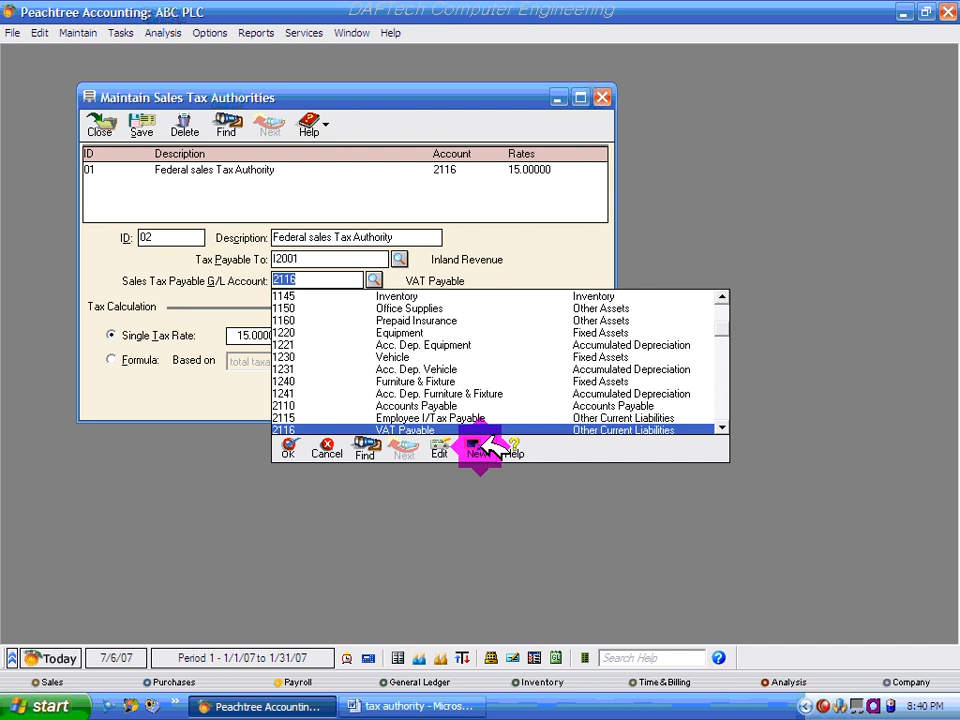 Peachtree Accounting: ABC PLC
DAFTech Computer Engineering
File Edit Maintain Tasks Analysis Options Reports Services Window Help
Maintain Sales Tax Authorities
Close Save Delete Find Next Help
ID Description Account Rates
01 Federal sales Tax Authority 2116 15.00000
ID: 02 Description: Federal sales Tax Authority
Tax Payable To: I2001 Inland Revenue
Sales Tax Payable G/L Account: 2116 VAT Payable
Tax Calculation
Single Tax Rate: 15.0000
Formula: Based on total taxa
1145 Inventory Inventory
1150 Office Supplies Other Assets
1160 Prepaid Insurance Other Assets
1220 Equipment Fixed Assets
1221 Acc. Dep. Equipment Accumulated Depreciation
1230 Vehicle Fixed Assets
1231 Acc. Dep. Vehicle Accumulated Depreciation
1240 Furniture & Fixture Fixed Assets
1241 Acc. Dep. Furniture & Fixture Accumulated Depreciation
2110 Accounts Payable Accounts Payable
2115 Employee I/Tax Payable Other Current Liabilities
2116 VAT Payable Other Current Liabilities
OK Cancel Find Next Edit New Help
Today 7/6/07 Period 1 - 1/1/07 to 1/31/07 Search Help
Sales Purchases Payroll General Ledger Inventory Time & Billing Analysis Company
start Peachtree Accountin... tax authority - Micros... 8:40 PM